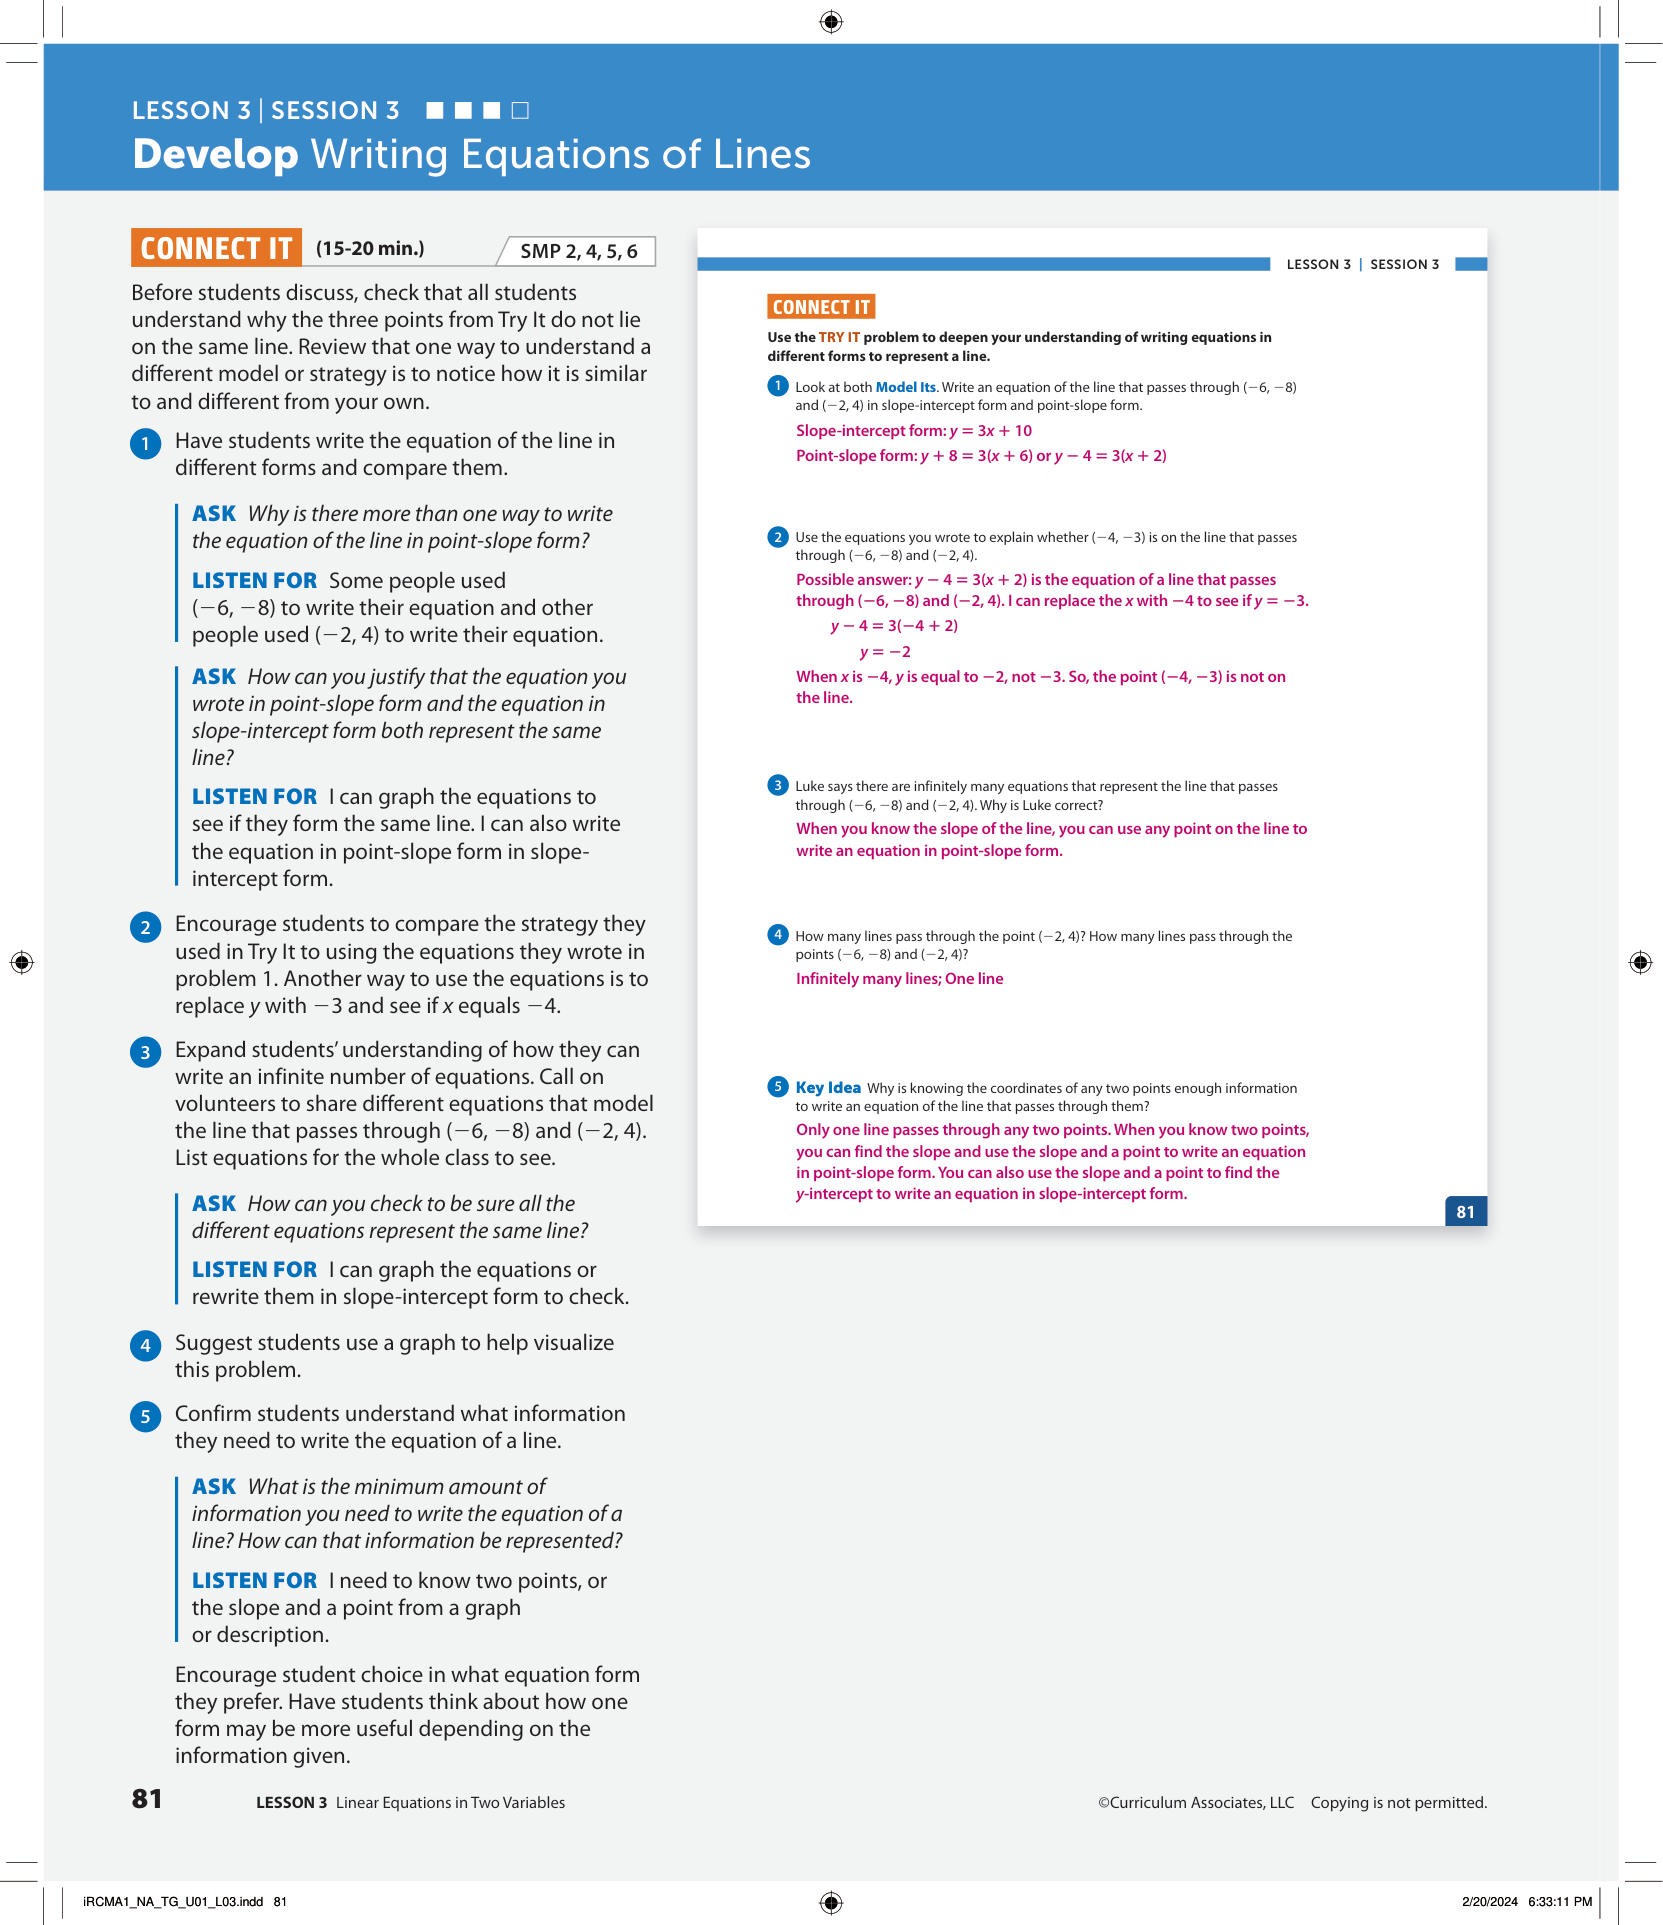 LESSON 3 | SESSION 3
Develop Writing Equations of Lines
CONNECT IT (15-20 min.) SMP 2, 4, 5, 6
Before students discuss, check that all students
understand why the three points from Try It do not lie
on the same line. Review that one way to understand a
different model or strategy is to notice how it is similar
to and different from your own.
1 Have students write the equation of the line in
different forms and compare them.
ASK Why is there more than one way to write
the equation of the line in point-slope form?
LISTEN FOR Some people used
(−6, −8) to write their equation and other
people used (−2, 4) to write their equation.
ASK How can you justify that the equation you
wrote in point-slope form and the equation in
slope-intercept form both represent the same
line?
LISTEN FOR I can graph the equations to
see if they form the same line. I can also write
the equation in point-slope form in slope-
intercept form.
2 Encourage students to compare the strategy they
used in Try It to using the equations they wrote in
problem 1. Another way to use the equations is to
replace y with −3 and see if x equals −4.
3 Expand students’ understanding of how they can
write an infinite number of equations. Call on
volunteers to share different equations that model
the line that passes through (−6, −8) and (−2, 4).
List equations for the whole class to see.
ASK How can you check to be sure all the
different equations represent the same line?
LISTEN FOR I can graph the equations or
rewrite them in slope-intercept form to check.
4 Suggest students use a graph to help visualize
this problem.
5 Confirm students understand what information
they need to write the equation of a line.
ASK What is the minimum amount of
information you need to write the equation of a
line? How can that information be represented?
LISTEN FOR I need to know two points, or
the slope and a point from a graph
or description.
Encourage student choice in what equation form
they prefer. Have students think about how one
form may be more useful depending on the
information given.
LESSON 3 | SESSION 3
CONNECT IT
Use the TRY IT problem to deepen your understanding of writing equations in
different forms to represent a line.
1 Look at both Model Its. Write an equation of the line that passes through (−6, −8)
and (−2, 4) in slope-intercept form and point-slope form.
Slope-intercept form: y = 3x + 10
Point-slope form: y + 8 = 3(x + 6) or y − 4 = 3(x + 2)
2 Use the equations you wrote to explain whether (−4, −3) is on the line that passes
through (−6, −8) and (−2, 4).
Possible answer: y − 4 = 3(x + 2) is the equation of a line that passes
through (−6, −8) and (−2, 4). I can replace the x with −4 to see if y = −3.
y − 4 = 3(−4 + 2)
y = −2
When x is −4, y is equal to −2, not −3. So, the point (−4, −3) is not on
the line.
3 Luke says there are infinitely many equations that represent the line that passes
through (−6, −8) and (−2, 4). Why is Luke correct?
When you know the slope of the line, you can use any point on the line to
write an equation in point-slope form.
4 How many lines pass through the point (−2, 4)? How many lines pass through the
points (−6, −8) and (−2, 4)?
Infinitely many lines; One line
5 Key Idea Why is knowing the coordinates of any two points enough information
to write an equation of the line that passes through them?
Only one line passes through any two points. When you know two points,
you can find the slope and use the slope and a point to write an equation
in point-slope form. You can also use the slope and a point to find the
y-intercept to write an equation in slope-intercept form.
81
81 LESSON 3 Linear Equations in Two Variables ©Curriculum Associates, LLC Copying is not permitted.
iRCMA1_NA_TG_U01_L03.indd 81 2/20/2024 6:33:11 PM